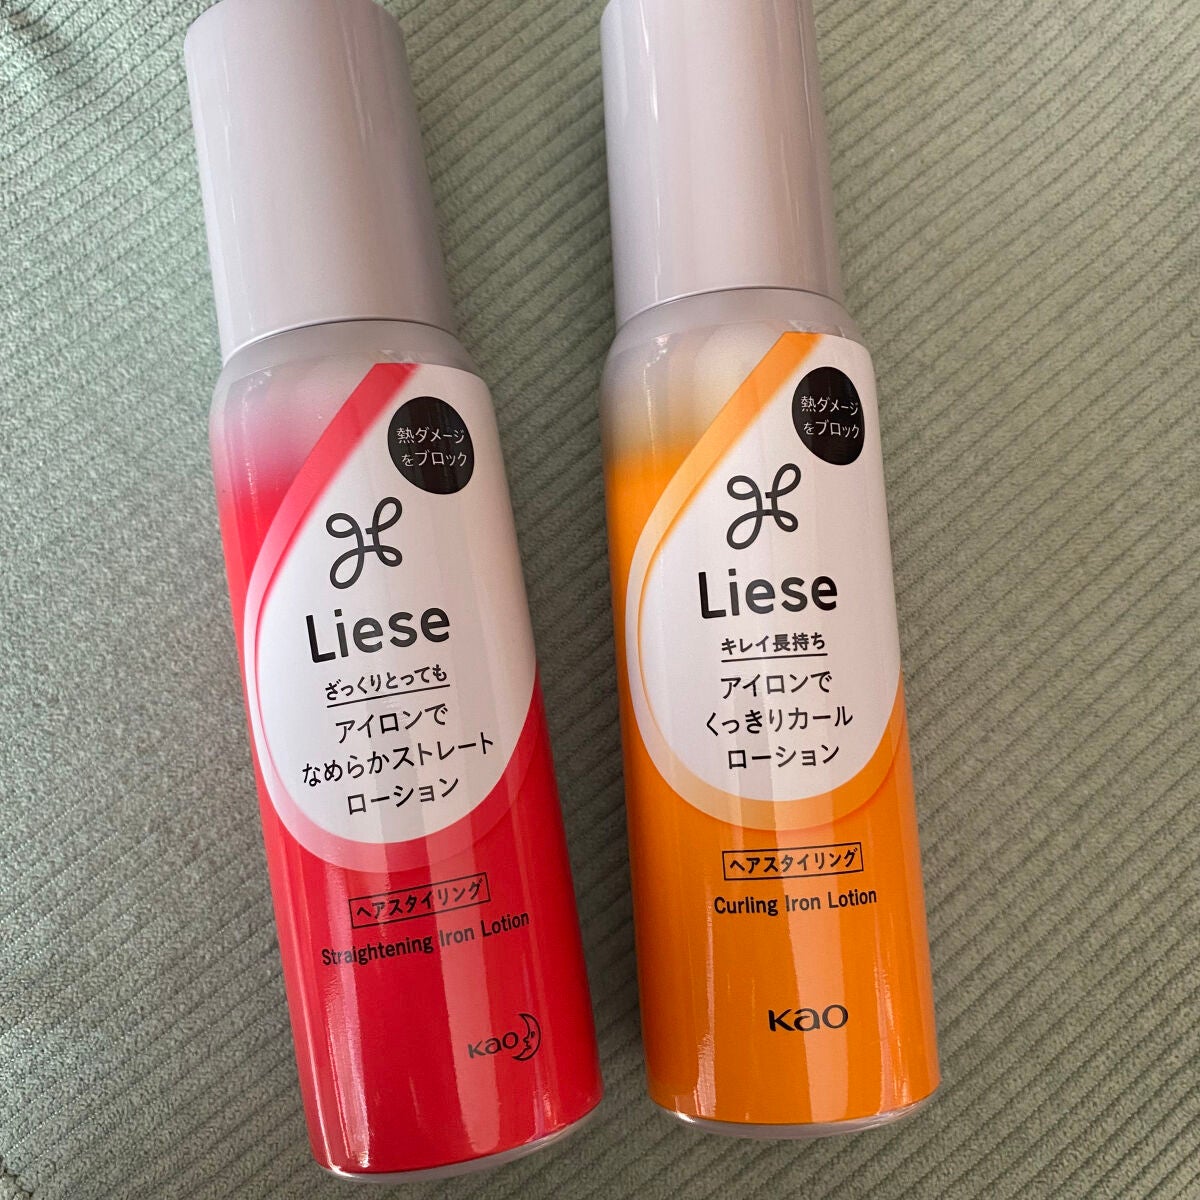 熱ダメージ
をブロック
Liese
ざっくりとっても
アイロンで
なめらかストレート
ローション
ヘアスタイリング
Straightening Iron Lotion
Kao
熱ダメージ
をブロック
Liese
キレイ長持ち
アイロンで
くっきりカール
ローション
ヘアスタイリング
Curling Iron Lotion
Kao